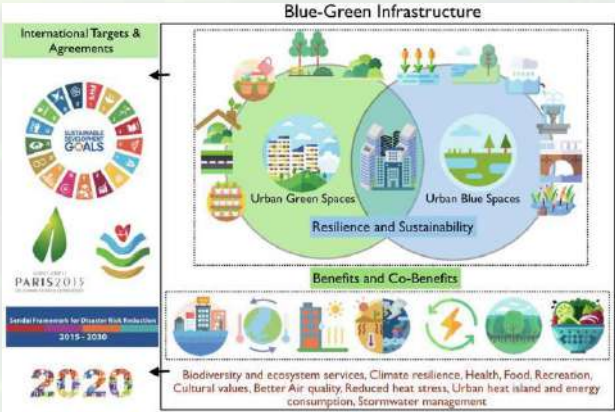 Blue-Green Infrastructure
International Targets &
Agreements
SUSTAINABLE
DEVELOPMENT
GOALS
PARIS2015
Sendai Framework for Disaster Risk Reduction
2015-2030
2020
Urban Green Spaces
Urban Blue Spaces
Resilience and Sustainability
Benefits and Co-Benefits
Biodiversity and ecosystem services, Climate resilience, Health, Food, Recreation,
Cultural values, Better Air quality, Reduced heat stress, Urban heat island and energy
consumption, Stormwater management